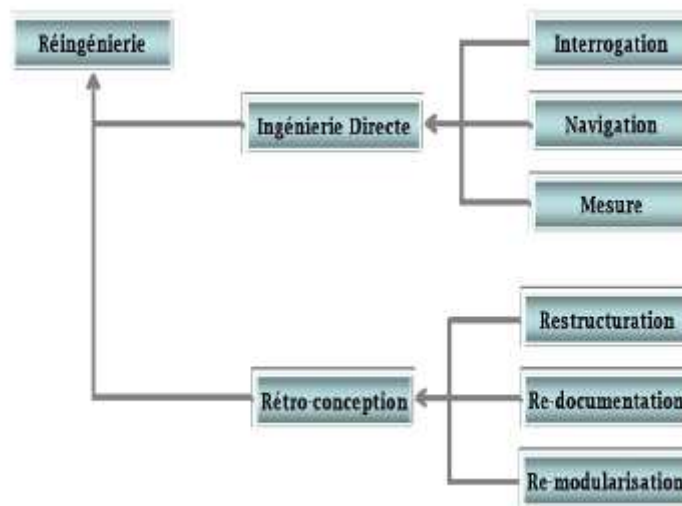 Réingénierie
Ingénierie Directe
Interrogation
Navigation
Mesure
Rétro-conception
Restructuration
Re-documentation
Re-modularisation